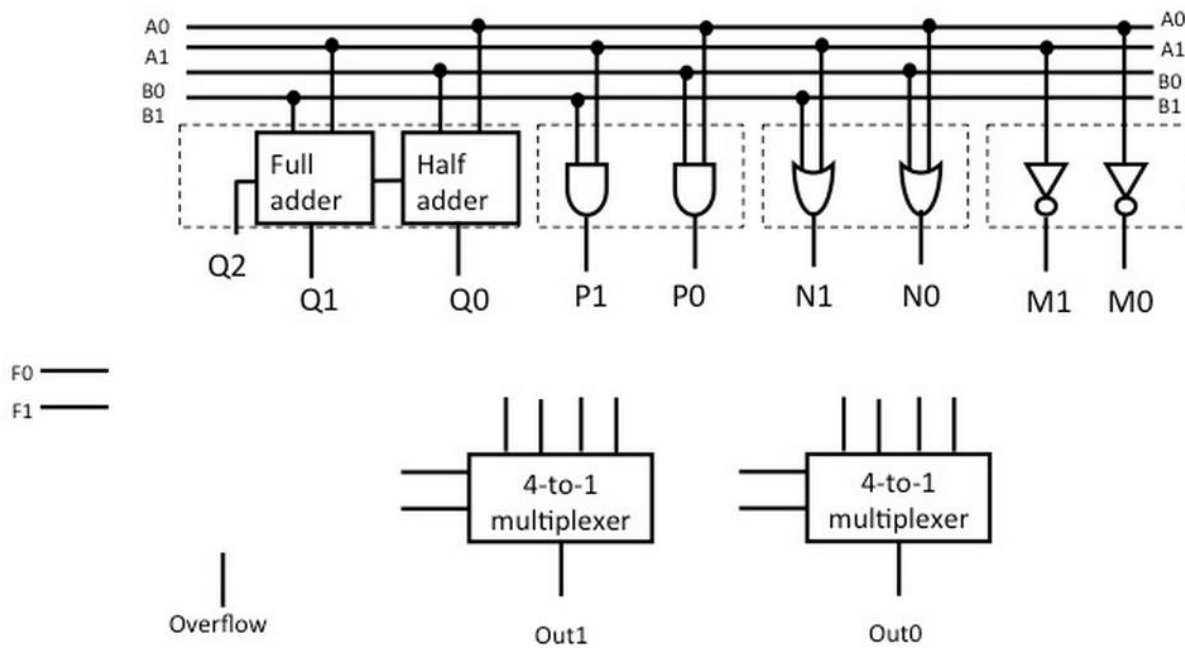 A0
A0
A1
A1
B0
B0
B1
B1
Full
adder
Half
adder
Q2
Q1
Q0
P1
P0
N1
N0
M1
M0
F0
F1
4-to-1
multiplexer
4-to-1
multiplexer
Overflow
Out1
Out0